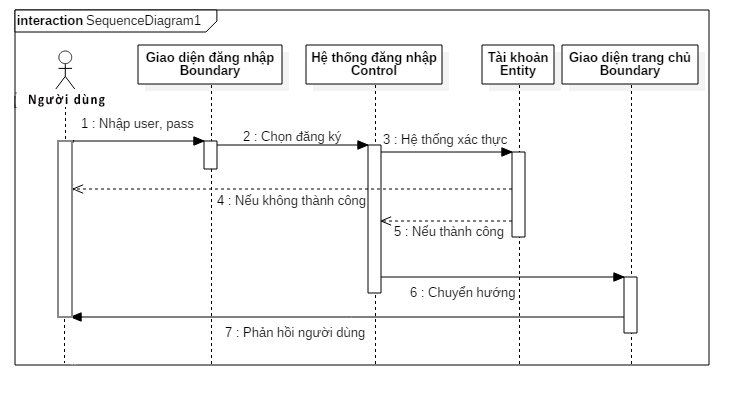 interaction SequenceDiagram1
Giao diện đăng nhập
Boundary
Hệ thống đăng nhập
Control
Tài khoản
Entity
Giao diện trang chủ
Boundary
Người dùng
1 : Nhập user, pass
2 : Chọn đăng ký
3 : Hệ thống xác thực
4 : Nếu không thành công
5 : Nếu thành công
6 : Chuyển hướng
7 : Phản hồi người dùng